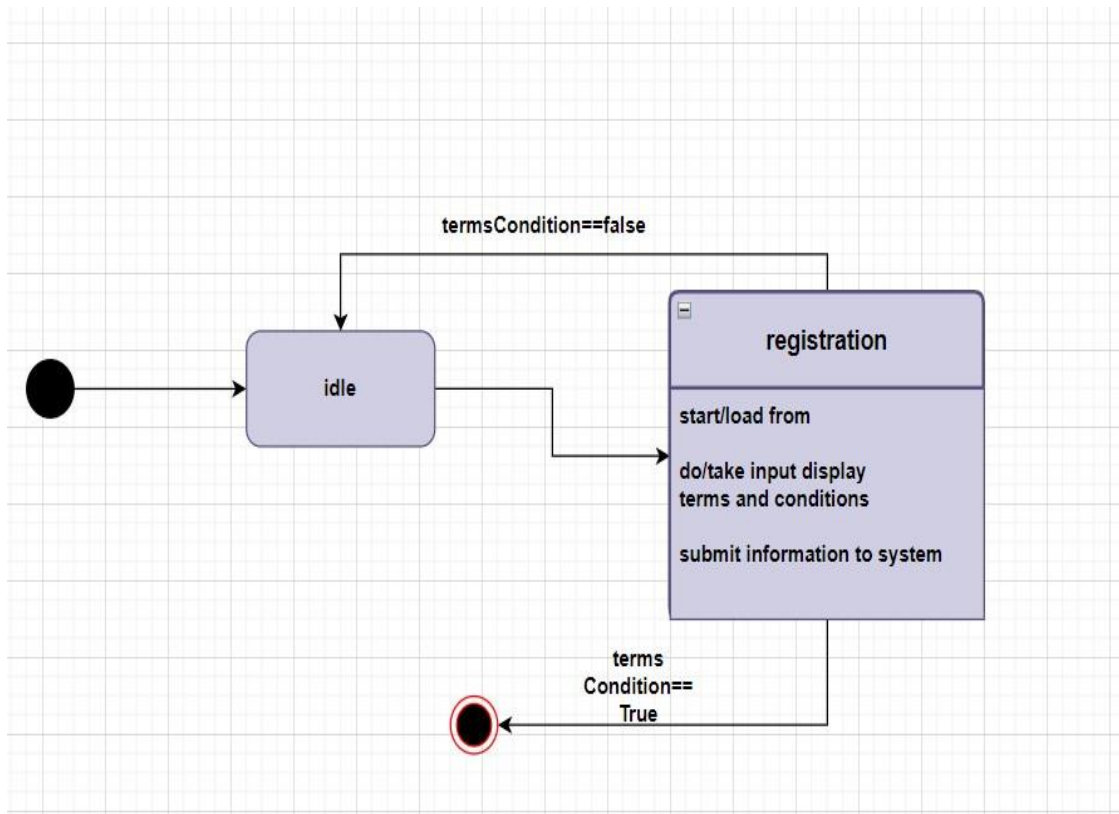 termsCondition==false
registration
idle
start/load from
do/take input display
terms and conditions
submit information to system
terms
Condition==
True